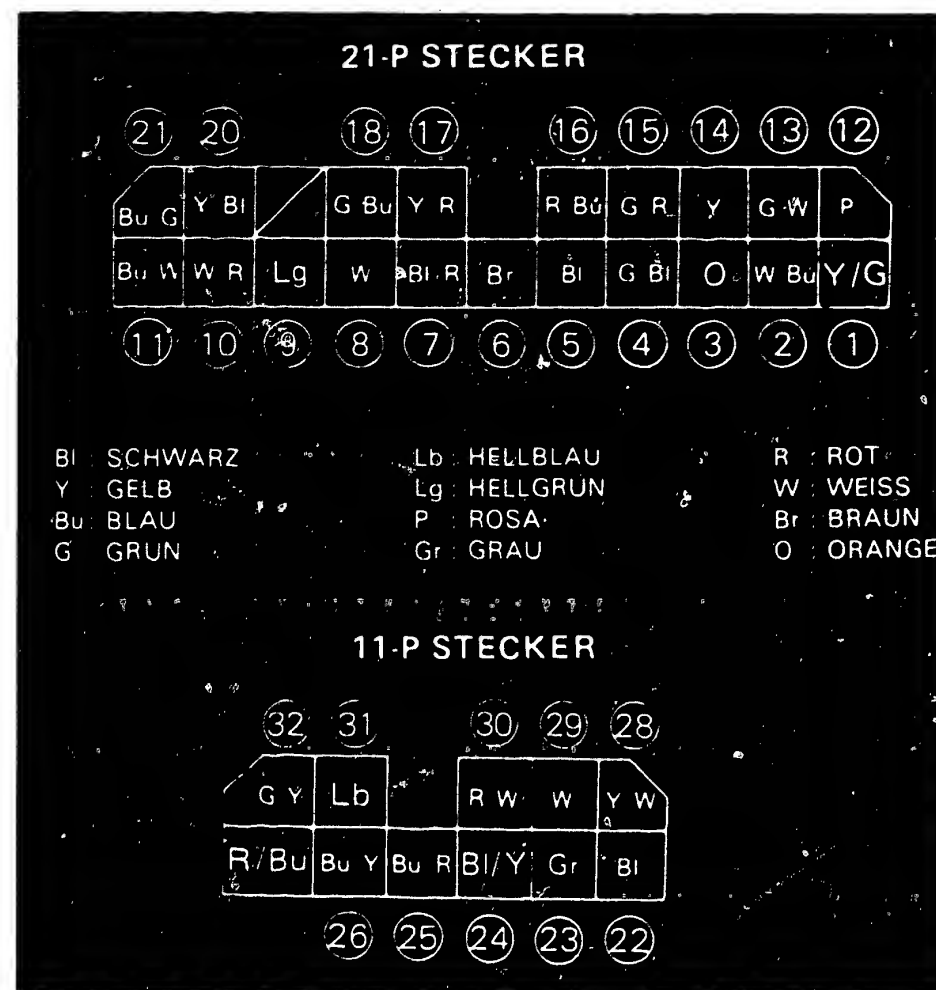 21-P STECKER
21 20 18 17 16 15 14 13 12
Bu G Y Bl G Bu Y R R Bu G R Y G W P
Bu W W R Lg W Bl R Br Bl G Bl O W Bu Y/G
11 10 9 8 7 6 5 4 3 2 1
Bl : SCHWARZ Lb : HELLBLAU R : ROT
Y : GELB Lg : HELLGRUN W : WEISS
Bu : BLAU P : ROSA Br : BRAUN
G GRUN Gr : GRAU O : ORANGE
11-P STECKER
32 31 30 29 28
G Y Lb R W W Y W
R/Bu Bu Y Bu R Bl/Y Gr Bl
26 25 24 23 22